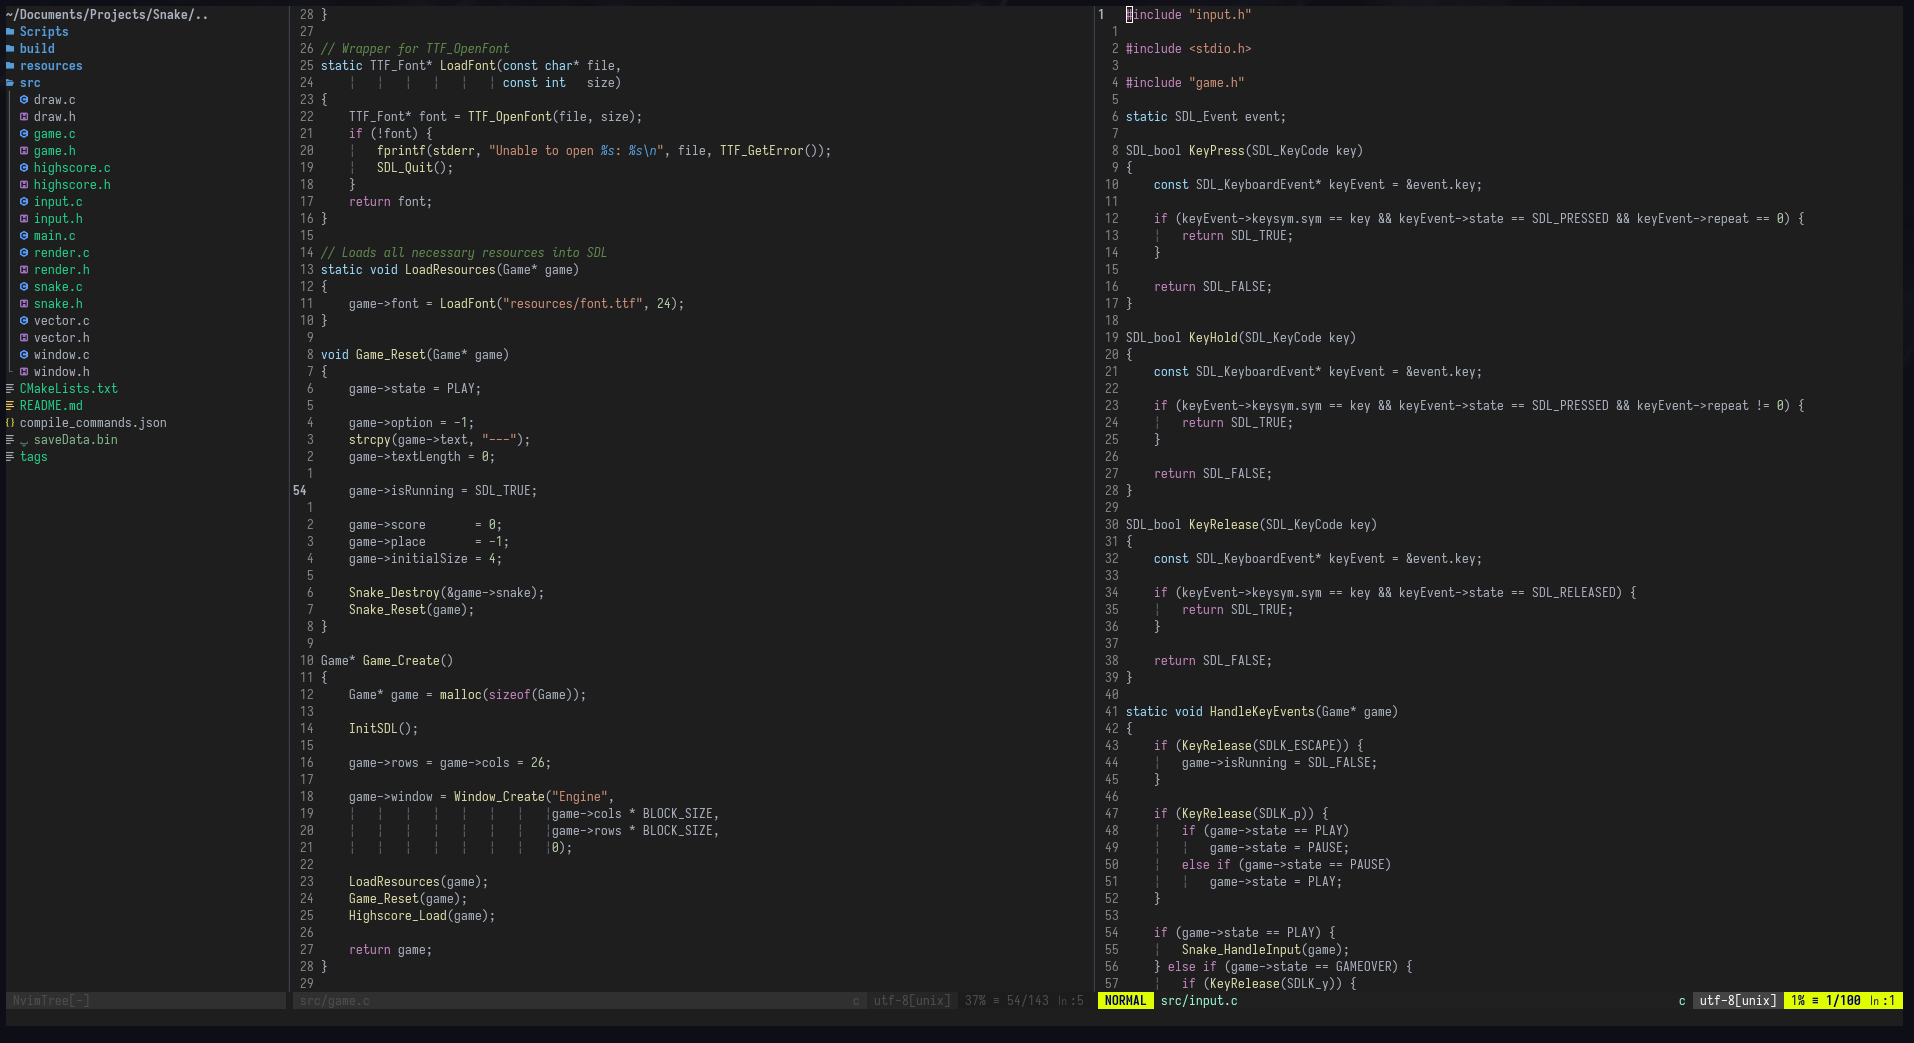 ~/Documents/Projects/Snake/..
Scripts
build
resources
src
draw.c
draw.h
game.c
game.h
highscore.c
highscore.h
input.c
input.h
main.c
render.c
render.h
snake.c
snake.h
vector.c
vector.h
window.c
window.h
CMakeLists.txt
README.md
compile_commands.json
saveData.bin
tags
NvimTree[-]
28 }
27
26 // Wrapper for TTF_OpenFont
25 static TTF_Font* LoadFont(const char* file,
24 const int   size)
23 {
22     TTF_Font* font = TTF_OpenFont(file, size);
21     if (!font) {
20         fprintf(stderr, "Unable to open %s: %s\n", file, TTF_GetError());
19         SDL_Quit();
18     }
17     return font;
16 }
15
14 // Loads all necessary resources into SDL
13 static void LoadResources(Game* game)
12 {
11     game->font = LoadFont("resources/font.ttf", 24);
10 }
9
8 void Game_Reset(Game* game)
7 {
6     game->state = PLAY;
5
4     game->option = -1;
3     strcpy(game->text, "---");
2     game->textLength = 0;
1
54     game->isRunning = SDL_TRUE;
1
2     game->score       = 0;
3     game->place       = -1;
4     game->initialSize = 4;
5
6     Snake_Destroy(&game->snake);
7     Snake_Reset(game);
8 }
9
10 Game* Game_Create()
11 {
12     Game* game = malloc(sizeof(Game));
13
14     InitSDL();
15
16     game->rows = game->cols = 26;
17
18     game->window = Window_Create("Engine",
19                                  game->cols * BLOCK_SIZE,
20                                  game->rows * BLOCK_SIZE,
21                                  0);
22
23     LoadResources(game);
24     Game_Reset(game);
25     Highscore_Load(game);
26
27     return game;
28 }
29
src/game.c c utf-8[unix] 37% ≡ 54/143 ln:5
1 #include "input.h"
1
2 #include <stdio.h>
3
4 #include "game.h"
5
6 static SDL_Event event;
7
8 SDL_bool KeyPress(SDL_KeyCode key)
9 {
10     const SDL_KeyboardEvent* keyEvent = &event.key;
11
12     if (keyEvent->keysym.sym == key && keyEvent->state == SDL_PRESSED && keyEvent->repeat == 0) {
13         return SDL_TRUE;
14     }
15
16     return SDL_FALSE;
17 }
18
19 SDL_bool KeyHold(SDL_KeyCode key)
20 {
21     const SDL_KeyboardEvent* keyEvent = &event.key;
22
23     if (keyEvent->keysym.sym == key && keyEvent->state == SDL_PRESSED && keyEvent->repeat != 0) {
24         return SDL_TRUE;
25     }
26
27     return SDL_FALSE;
28 }
29
30 SDL_bool KeyRelease(SDL_KeyCode key)
31 {
32     const SDL_KeyboardEvent* keyEvent = &event.key;
33
34     if (keyEvent->keysym.sym == key && keyEvent->state == SDL_RELEASED) {
35         return SDL_TRUE;
36     }
37
38     return SDL_FALSE;
39 }
40
41 static void HandleKeyEvents(Game* game)
42 {
43     if (KeyRelease(SDLK_ESCAPE)) {
44         game->isRunning = SDL_FALSE;
45     }
46
47     if (KeyRelease(SDLK_p)) {
48         if (game->state == PLAY)
49             game->state = PAUSE;
50         else if (game->state == PAUSE)
51             game->state = PLAY;
52     }
53
54     if (game->state == PLAY) {
55         Snake_HandleInput(game);
56     } else if (game->state == GAMEOVER) {
57         if (KeyRelease(SDLK_y)) {
NORMAL src/input.c c utf-8[unix] 1% ≡ 1/100 ln:1